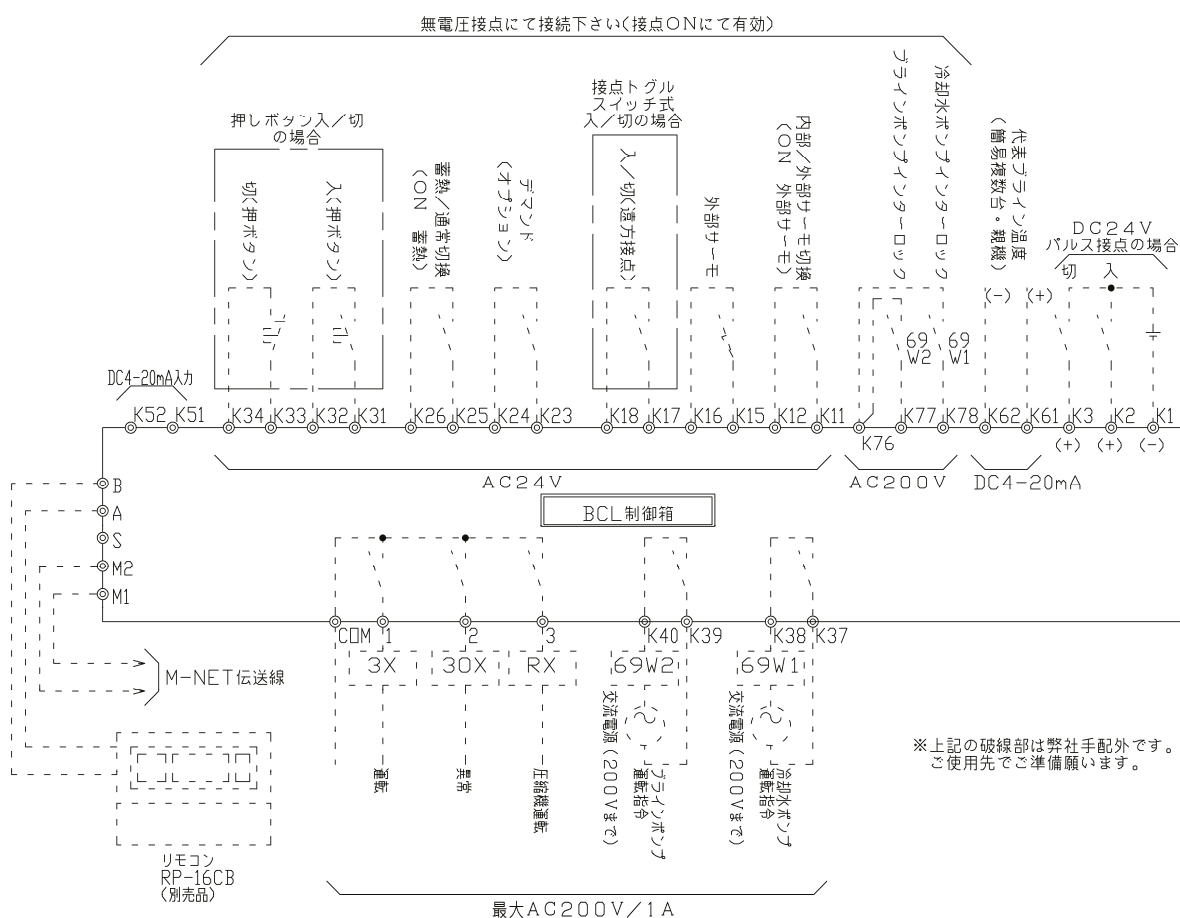 無電圧接点にて接続下さい(接点ONにて有効)
押しボタン入/切
の場合
切(押ボタン)
入(押ボタン)
蓄熱/通常切換
(ON 蓄熱)
デマンド
(オプション)
接点トグル
スイッチ式
入/切の場合
入/切(遠方接点)
外部サーモ
内部/外部サーモ切換
(ON 外部サーモ)
ブラインポンプインターロック
冷却水ポンプインターロック
代表ブライン温度
(簡易複数台・親機)
DC24V
パルス接点の場合
切 入
(-) (+)
69
W2
69
W1
DC4-20mA入力
K52 K51 K34 K33 K32 K31 K26 K25 K24 K23 K18 K17 K16 K15 K12 K11 K76 K77 K78 K62 K61 K3 K2 K1
(+) (+) (-)
AC24V
AC200V
DC4-20mA
BCL制御箱
B
A
S
M2
M1
COM 1 2 3 K40 K39 K38 K37
3X 30X RX 69W2 69W1
M-NET伝送線
運転
異常
圧縮機運転
交流電源(200Vまで)
ブラインポンプ
運転指令
交流電源(200Vまで)
冷却水ポンプ
運転指令
※上記の破線部は弊社手配外です。
ご使用先でご準備願います。
リモコン
RP-16CB
(別売品)
最大AC200V/1A